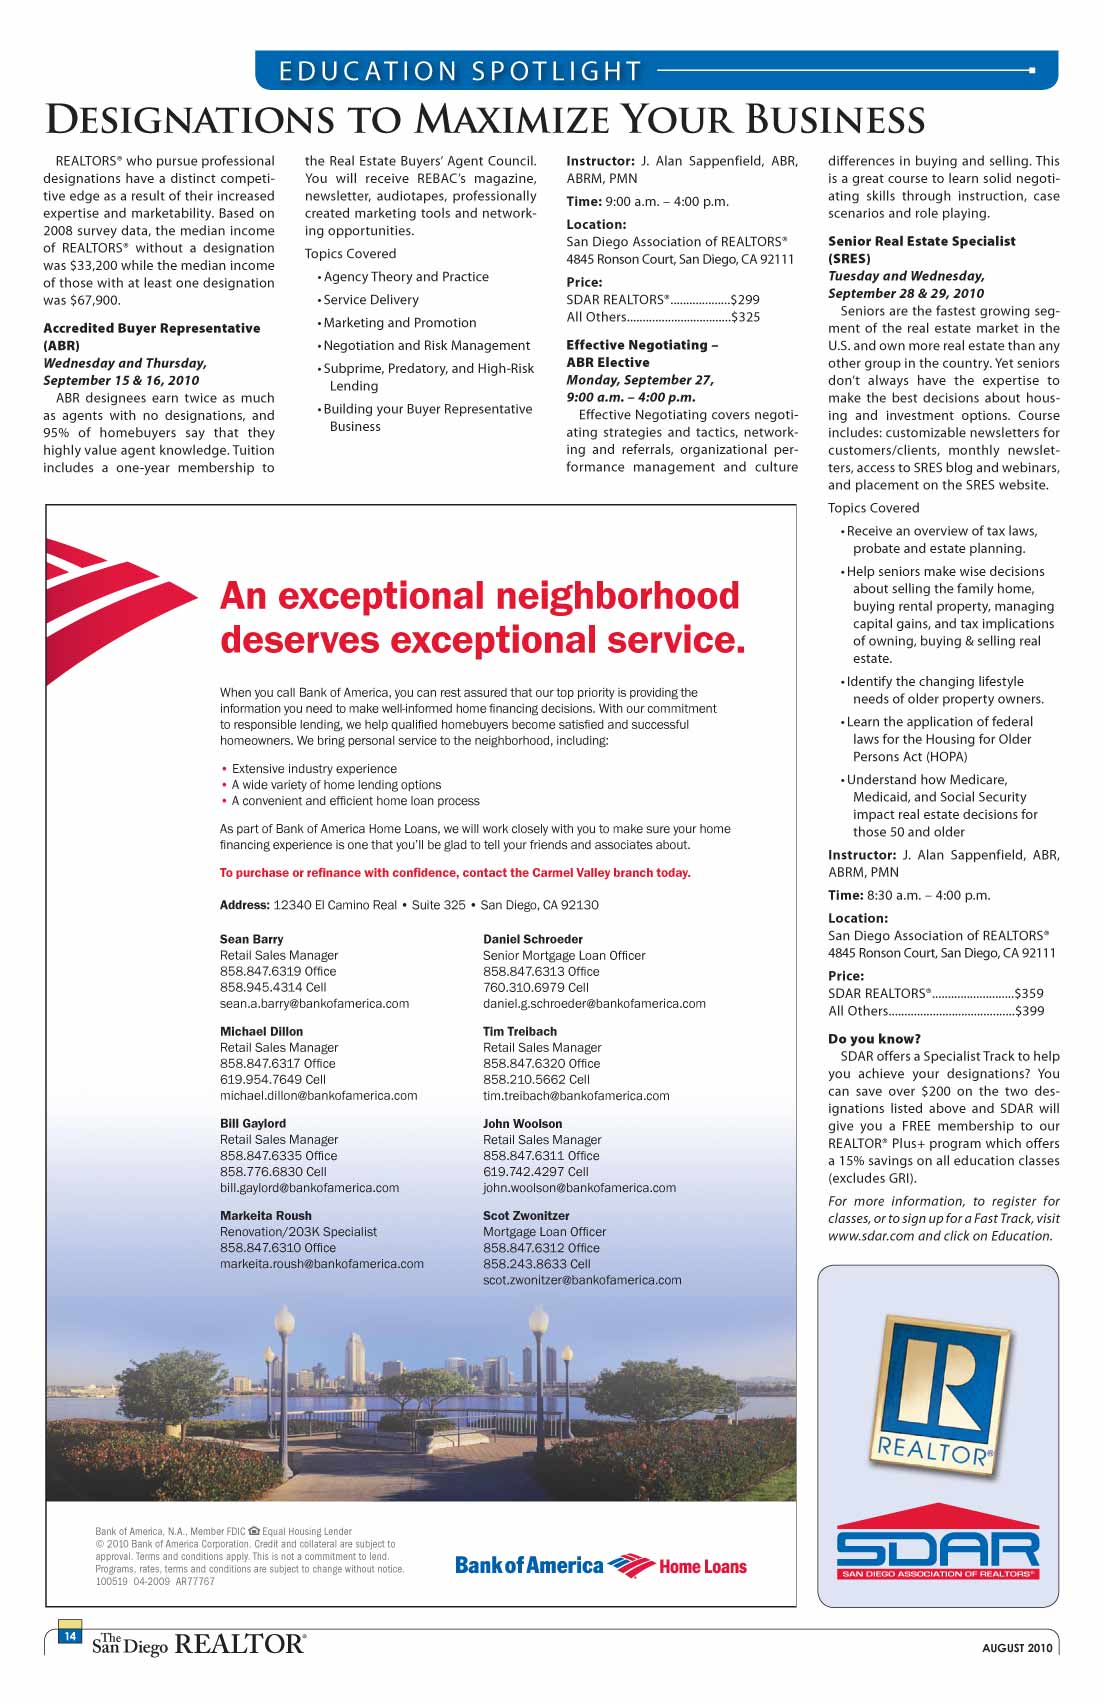 EDUCATION SPOTLIGHT
Designations to Maximize Your Business
REALTORS® who pursue professional
designations have a distinct competi-
tive edge as a result of their increased
expertise and marketability. Based on
2008 survey data, the median income
of REALTORS® without a designation
was $33,200 while the median income
of those with at least one designation
was $67,900.
Accredited Buyer Representative
(ABR)
Wednesday and Thursday,
September 15 & 16, 2010
ABR designees earn twice as much
as agents with no designations, and
95% of homebuyers say that they
highly value agent knowledge. Tuition
includes a one-year membership to
the Real Estate Buyers' Agent Council.
You will receive REBAC's magazine,
newsletter, audiotapes, professionally
created marketing tools and network-
ing opportunities.
Topics Covered
• Agency Theory and Practice
• Service Delivery
• Marketing and Promotion
• Negotiation and Risk Management
• Subprime, Predatory, and High-Risk
Lending
• Building your Buyer Representative
Business
Instructor: J. Alan Sappenfield, ABR,
ABRM, PMN
Time: 9:00 a.m. – 4:00 p.m.
Location:
San Diego Association of REALTORS®
4845 Ronson Court, San Diego, CA 92111
Price:
SDAR REALTORS®...................$299
All Others.................................$325
Effective Negotiating –
ABR Elective
Monday, September 27,
9:00 a.m. – 4:00 p.m.
Effective Negotiating covers negoti-
ating strategies and tactics, network-
ing and referrals, organizational per-
formance management and culture
differences in buying and selling. This
is a great course to learn solid negoti-
ating skills through instruction, case
scenarios and role playing.
Senior Real Estate Specialist
(SRES)
Tuesday and Wednesday,
September 28 & 29, 2010
Seniors are the fastest growing seg-
ment of the real estate market in the
U.S. and own more real estate than any
other group in the country. Yet seniors
don't always have the expertise to
make the best decisions about hous-
ing and investment options. Course
includes: customizable newsletters for
customers/clients, monthly newslet-
ters, access to SRES blog and webinars,
and placement on the SRES website.
Topics Covered
• Receive an overview of tax laws,
probate and estate planning.
• Help seniors make wise decisions
about selling the family home,
buying rental property, managing
capital gains, and tax implications
of owning, buying & selling real
estate.
• Identify the changing lifestyle
needs of older property owners.
• Learn the application of federal
laws for the Housing for Older
Persons Act (HOPA)
• Understand how Medicare,
Medicaid, and Social Security
impact real estate decisions for
those 50 and older
Instructor: J. Alan Sappenfield, ABR,
ABRM, PMN
Time: 8:30 a.m. – 4:00 p.m.
Location:
San Diego Association of REALTORS®
4845 Ronson Court, San Diego, CA 92111
Price:
SDAR REALTORS®..........................$359
All Others........................................$399
Do you know?
SDAR offers a Specialist Track to help
you achieve your designations? You
can save over $200 on the two des-
ignations listed above and SDAR will
give you a FREE membership to our
REALTOR® Plus+ program which offers
a 15% savings on all education classes
(excludes GRI).
For more information, to register for
classes, or to sign up for a Fast Track, visit
www.sdar.com and click on Education.
An exceptional neighborhood
deserves exceptional service.
When you call Bank of America, you can rest assured that our top priority is providing the
information you need to make well-informed home financing decisions. With our commitment
to responsible lending, we help qualified homebuyers become satisfied and successful
homeowners. We bring personal service to the neighborhood, including:
• Extensive industry experience
• A wide variety of home lending options
• A convenient and efficient home loan process
As part of Bank of America Home Loans, we will work closely with you to make sure your home
financing experience is one that you'll be glad to tell your friends and associates about.
To purchase or refinance with confidence, contact the Carmel Valley branch today.
Address: 12340 El Camino Real • Suite 325 • San Diego, CA 92130
Sean Barry
Retail Sales Manager
858.847.6319 Office
858.945.4314 Cell
sean.a.barry@bankofamerica.com
Michael Dillon
Retail Sales Manager
858.847.6317 Office
619.954.7649 Cell
michael.dillon@bankofamerica.com
Bill Gaylord
Retail Sales Manager
858.847.6335 Office
858.776.6830 Cell
bill.gaylord@bankofamerica.com
Markeita Roush
Renovation/203K Specialist
858.847.6310 Office
markeita.roush@bankofamerica.com
Daniel Schroeder
Senior Mortgage Loan Officer
858.847.6313 Office
760.310.6979 Cell
daniel.g.schroeder@bankofamerica.com
Tim Treibach
Retail Sales Manager
858.847.6320 Office
858.210.5662 Cell
tim.treibach@bankofamerica.com
John Woolson
Retail Sales Manager
858.847.6311 Office
619.742.4297 Cell
john.woolson@bankofamerica.com
Scot Zwonitzer
Mortgage Loan Officer
858.847.6312 Office
858.243.8633 Cell
scot.zwonitzer@bankofamerica.com
Bank of America, N.A., Member FDIC Equal Housing Lender
© 2010 Bank of America Corporation. Credit and collateral are subject to
approval. Terms and conditions apply. This is not a commitment to lend.
Programs, rates, terms and conditions are subject to change without notice.
100519 04-2009 AR77767
Bank of America Home Loans
R
REALTOR®
SDAR
SAN DIEGO ASSOCIATION OF REALTORS®
14
The San Diego REALTOR®
AUGUST 2010